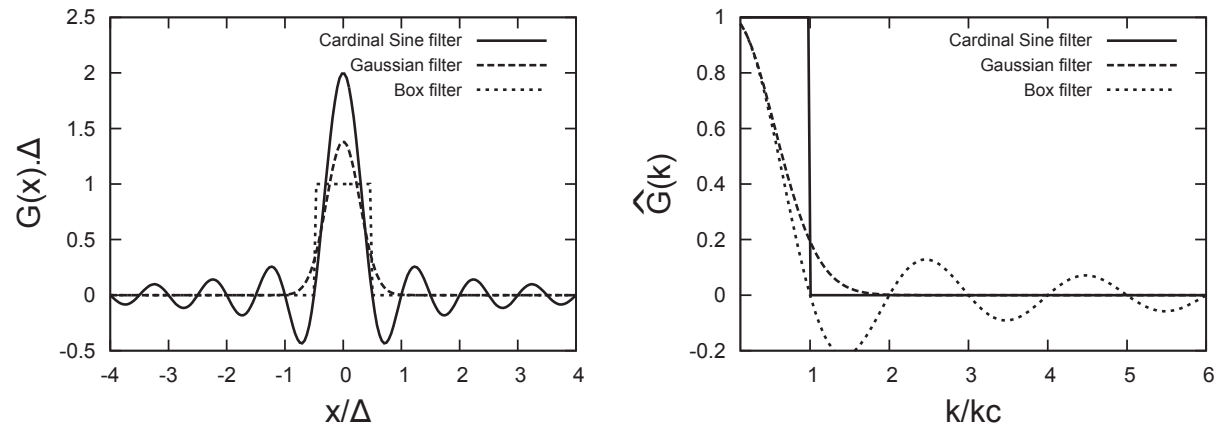 2.5
2
1.5
1
0.5
0
-0.5
G(x).Δ
Cardinal Sine filter
Gaussian filter
Box filter
-4 -3 -2 -1 0 1 2 3 4
x/Δ
1
0.8
0.6
0.4
0.2
0
-0.2
Ĝ(k)
Cardinal Sine filter
Gaussian filter
Box filter
1 2 3 4 5 6
k/kc